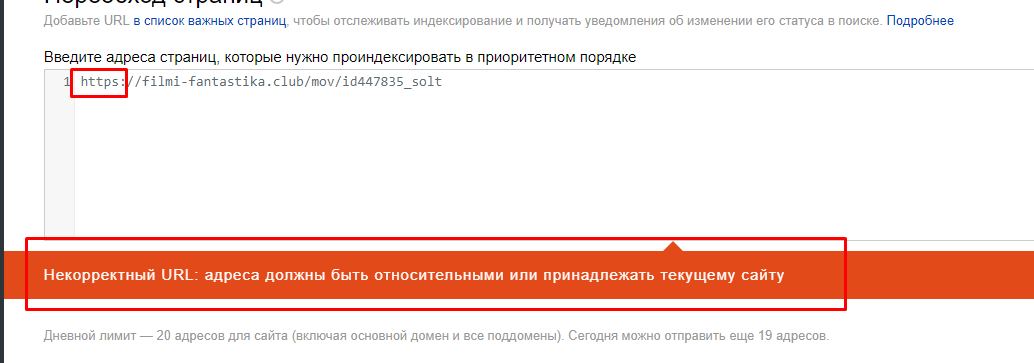 Переобход страниц
Добавьте URL в список важных страниц, чтобы отслеживать индексирование и получать уведомления об изменении его статуса в поиске. Подробнее
Введите адреса страниц, которые нужно проиндексировать в приоритетном порядке
1 https://filmi-fantastika.club/mov/id447835_solt
Некорректный URL: адреса должны быть относительными или принадлежать текущему сайту
Дневной лимит — 20 адресов для сайта (включая основной домен и все поддомены). Сегодня можно отправить еще 19 адресов.